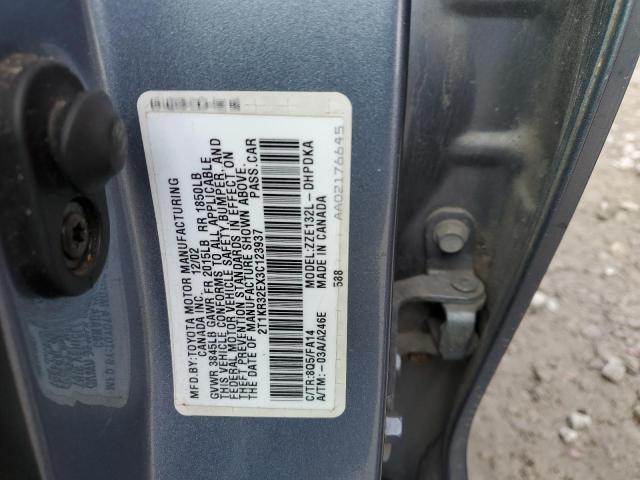 MFD.BY:TOYOTA MOTOR MANUFACTURING
CANADA INC. 12/02
GVWR 3845LB GAWR FR 2015LB RR 1850LB
THIS VEHICLE CONFORMS TO ALL APPLICABLE
FEDERAL MOTOR VEHICLE SAFETY, BUMPER, AND
THEFT PREVENTION STANDARDS IN EFFECT ON
THE DATE OF MANUFACTURE SHOWN ABOVE.
2T1KR32EX3C123937 PASS.CAR
C/TR:8Q5/FA14 MODEL:ZZE132L-DHPDKA
A/TM:-03A/A246E MADE IN CANADA
588
AA02176645